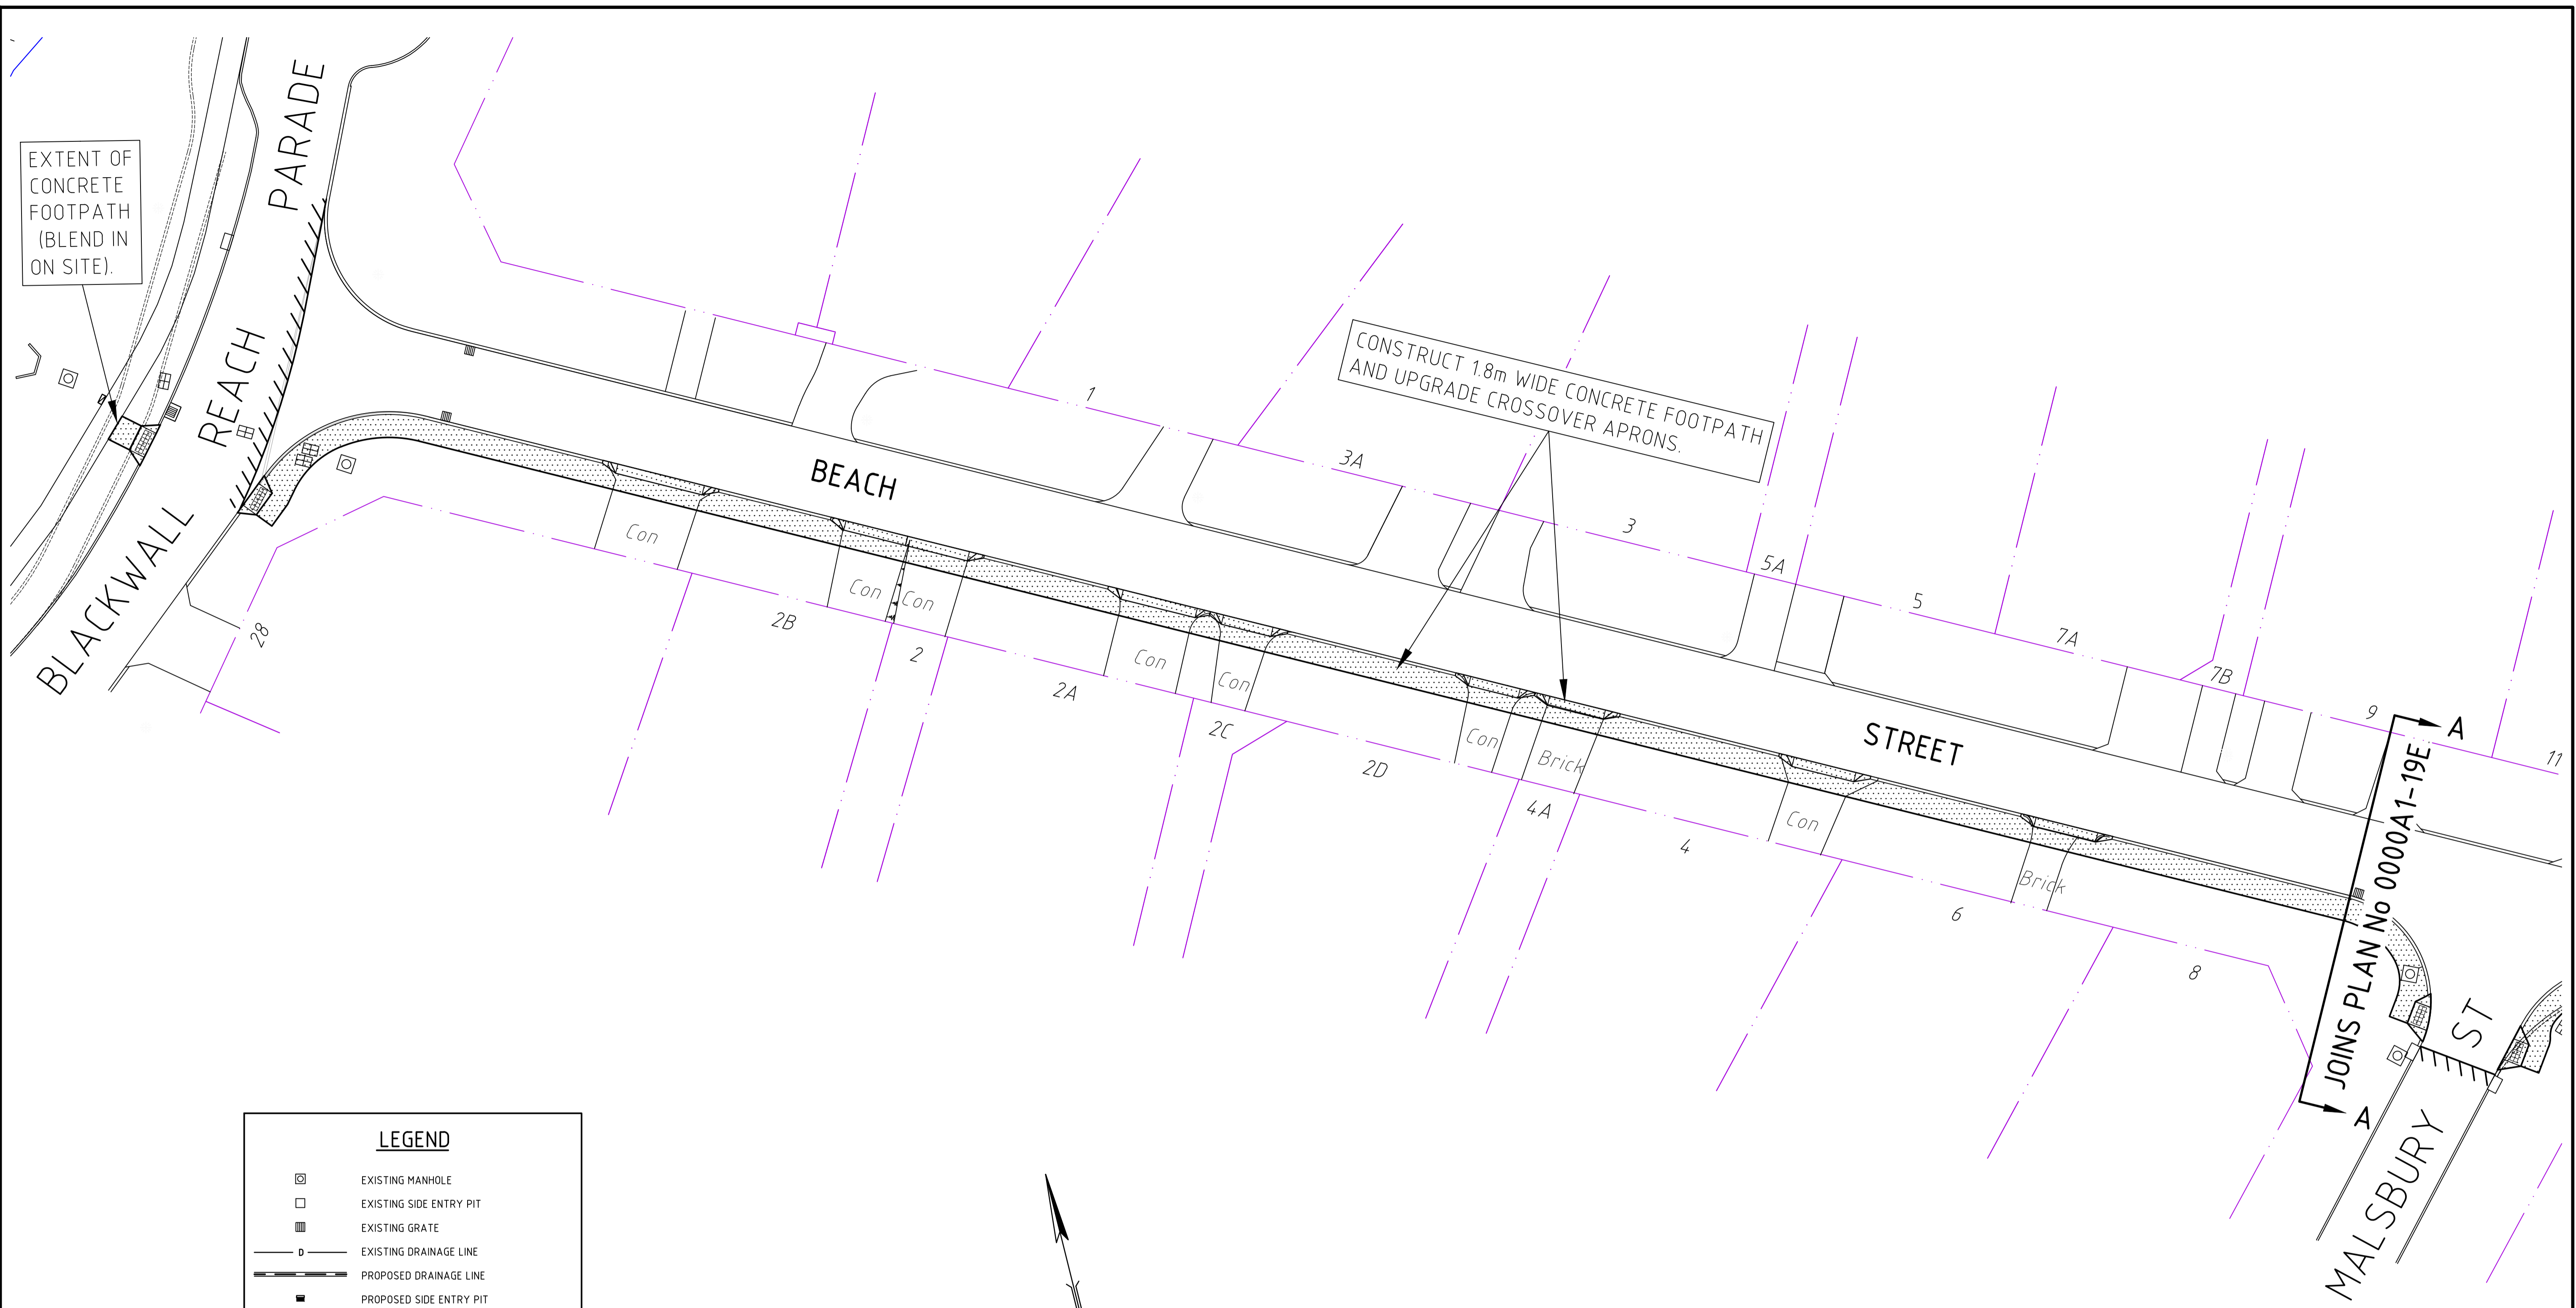 EXTENT OF
CONCRETE
FOOTPATH
(BLEND IN
ON SITE).
BLACKWALL REACH PARADE
CONSTRUCT 1.8m WIDE CONCRETE FOOTPATH
AND UPGRADE CROSSOVER APRONS.
BEACH STREET
1
3A
3
5A
5
7A
7B
9
11
Con
Con
Con
Con
Con
Con
Brick
Con
Brick
28
2B
2
2A
2C
2D
4A
4
6
8
A
JOINS PLAN No 0000A1-19E
A
MALSBURY ST
LEGEND
EXISTING MANHOLE
EXISTING SIDE ENTRY PIT
EXISTING GRATE
D EXISTING DRAINAGE LINE
PROPOSED DRAINAGE LINE
PROPOSED SIDE ENTRY PIT